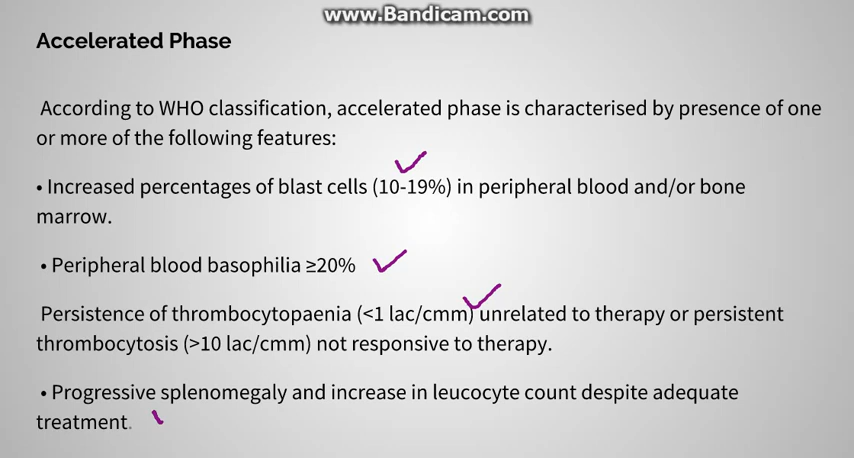 www.Bandicam.com
Accelerated Phase
According to WHO classification, accelerated phase is characterised by presence of one
or more of the following features:
• Increased percentages of blast cells (10-19%) in peripheral blood and/or bone
marrow.
• Peripheral blood basophilia ≥20%
Persistence of thrombocytopaenia (<1 lac/cmm) unrelated to therapy or persistent
thrombocytosis (>10 lac/cmm) not responsive to therapy.
• Progressive splenomegaly and increase in leucocyte count despite adequate
treatment.